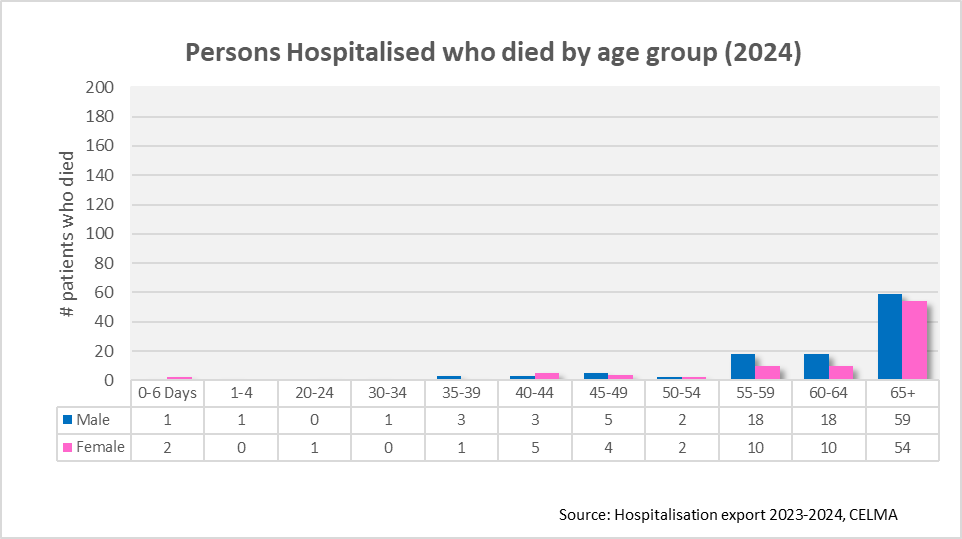 Persons Hospitalised who died by age group (2024)
# patients who died
200
180
160
140
120
100
80
60
40
20
0
0-6 Days 1-4 20-24 30-34 35-39 40-44 45-49 50-54 55-59 60-64 65+
Male 1 1 0 1 3 3 5 2 18 18 59
Female 2 0 1 0 1 5 4 2 10 10 54
Source: Hospitalisation export 2023-2024, CELMA